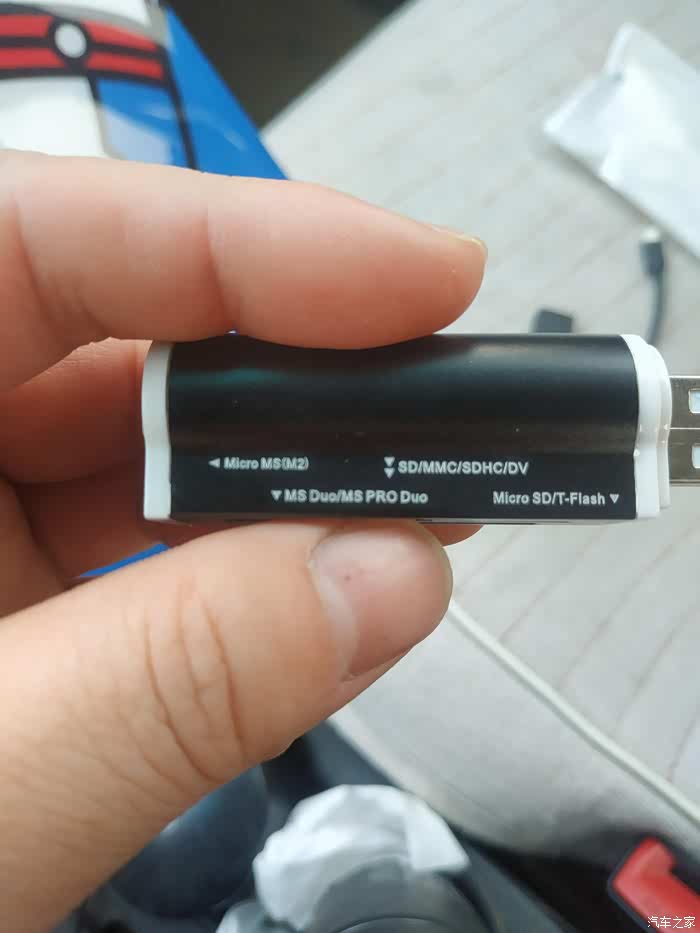 ◀ Micro MS(M2)
▼▼ SD/MMC/SDHC/DV
▼MS Duo/MS PRO Duo
Micro SD/T-Flash ▼
汽车之家